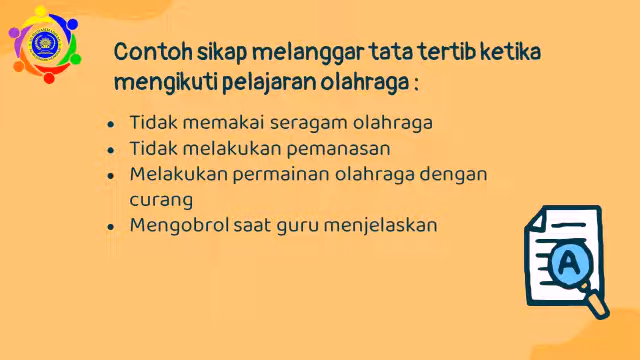 Contoh sikap melanggar tata tertib ketika
mengikuti pelajaran olahraga :
• Tidak memakai seragam olahraga
• Tidak melakukan pemanasan
• Melakukan permainan olahraga dengan
curang
• Mengobrol saat guru menjelaskan
A